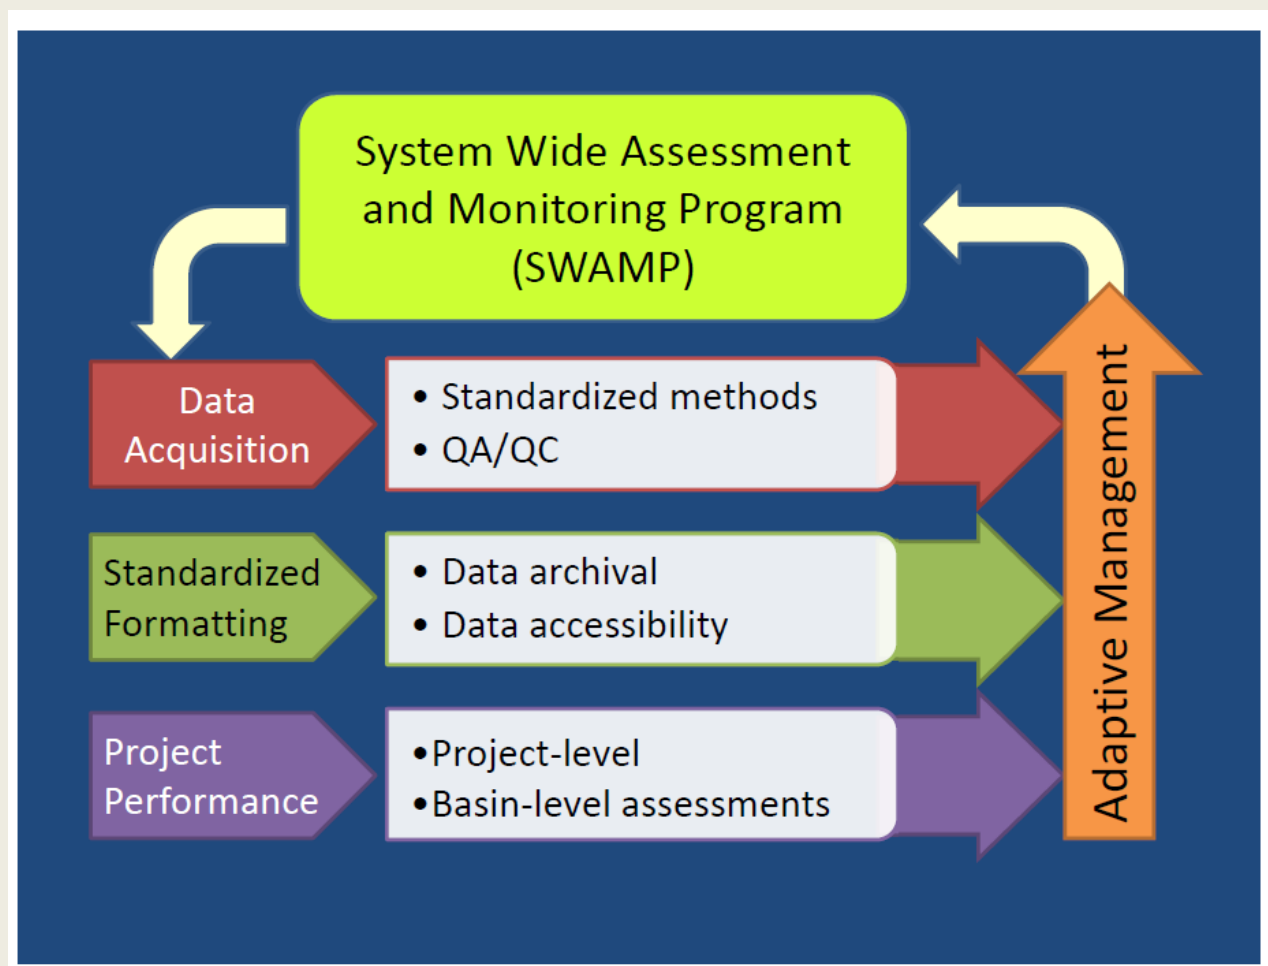 System Wide Assessment
and Monitoring Program
(SWAMP)
Data
Acquisition
• Standardized methods
• QA/QC
Standardized
Formatting
• Data archival
• Data accessibility
Project
Performance
•Project-level
•Basin-level assessments
Adaptive Management